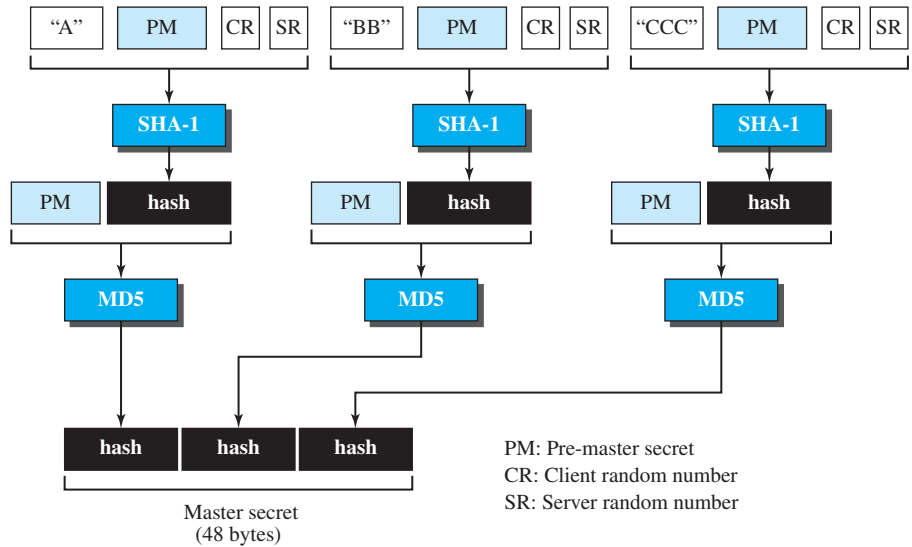 “A” PM CR SR “BB” PM CR SR “CCC” PM CR SR
SHA-1 SHA-1 SHA-1
PM hash PM hash PM hash
MD5 MD5 MD5
hash hash hash
PM: Pre-master secret
CR: Client random number
SR: Server random number
Master secret
(48 bytes)